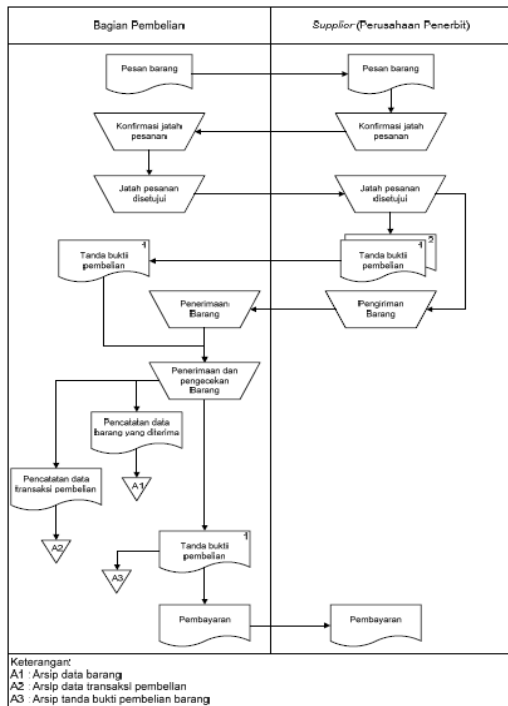 Bagian Pembelian
Supplier (Perusahaan Penerbit)
Pesan barang
Pesan barang
Konfirmasi jatah
pesanan
Konfirmasi jatah
pesanan
Jatah pesanan
disetujui
Jatah pesanan
disetujui
1
Tanda bukti
pembelian
2
1
Tanda bukti
pembelian
Penerimaan
Barang
Pengiriman
Barang
Penerimaan dan
pengecekan
Barang
Pencatatan data
barang yang diterima
Pencatatan data
transaksi pembelian
A1
A2
1
Tanda bukti
pembelian
A3
Pembayaran
Pembayaran
Keterangan:
A1 : Arsip data barang
A2 : Arsip data transaksi pembelian
A3 : Arsip tanda bukti pembelian barang